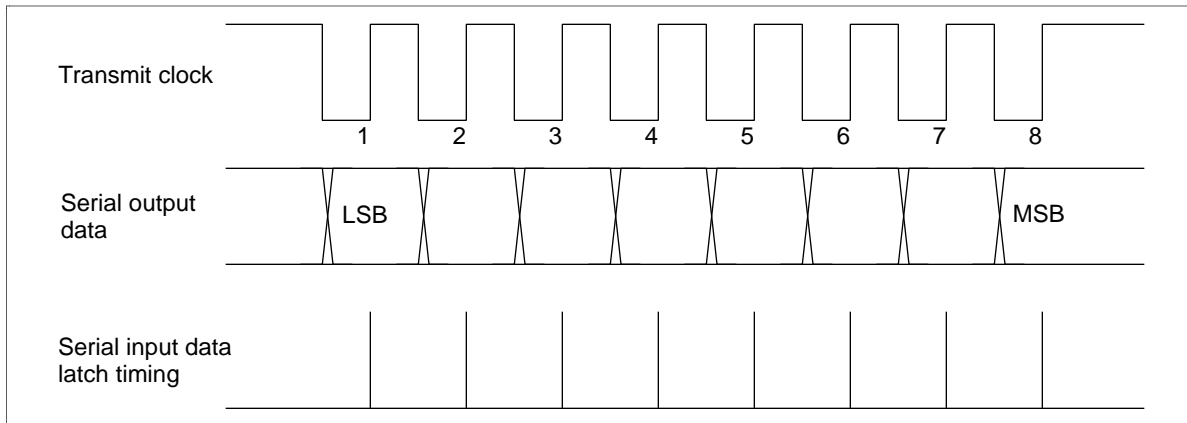 Transmit clock
1 2 3 4 5 6 7 8
Serial output
data
LSB
MSB
Serial input data
latch timing